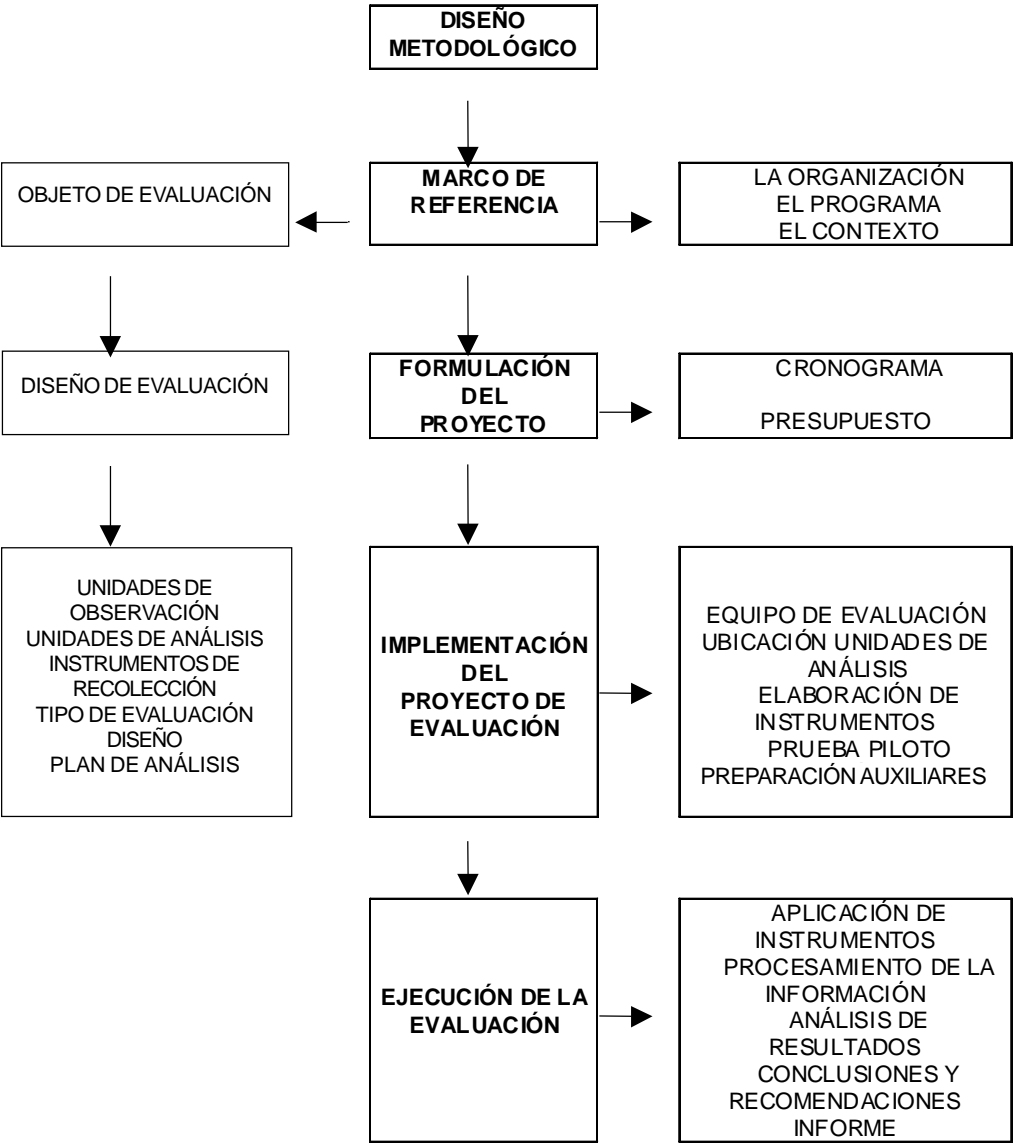 DISEÑO
METODOLÓGICO
OBJETO DE EVALUACIÓN
MARCO DE
REFERENCIA
LA ORGANIZACIÓN
EL PROGRAMA
EL CONTEXTO
DISEÑO DE EVALUACIÓN
FORMULACIÓN
DEL
PROYECTO
CRONOGRAMA
PRESUPUESTO
UNIDADES DE
OBSERVACIÓN
UNIDADES DE ANÁLISIS
INSTRUMENTOS DE
RECOLECCIÓN
TIPO DE EVALUACIÓN
DISEÑO
PLAN DE ANÁLISIS
IMPLEMENTACIÓN
DEL
PROYECTO DE
EVALUACIÓN
EQUIPO DE EVALUACIÓN
UBICACIÓN UNIDADES DE
ANÁLISIS
ELABORACIÓN DE
INSTRUMENTOS
PRUEBA PILOTO
PREPARACIÓN AUXILIARES
EJECUCIÓN DE LA
EVALUACIÓN
APLICACIÓN DE
INSTRUMENTOS
PROCESAMIENTO DE LA
INFORMACIÓN
ANÁLISIS DE
RESULTADOS
CONCLUSIONES Y
RECOMENDACIONES
INFORME